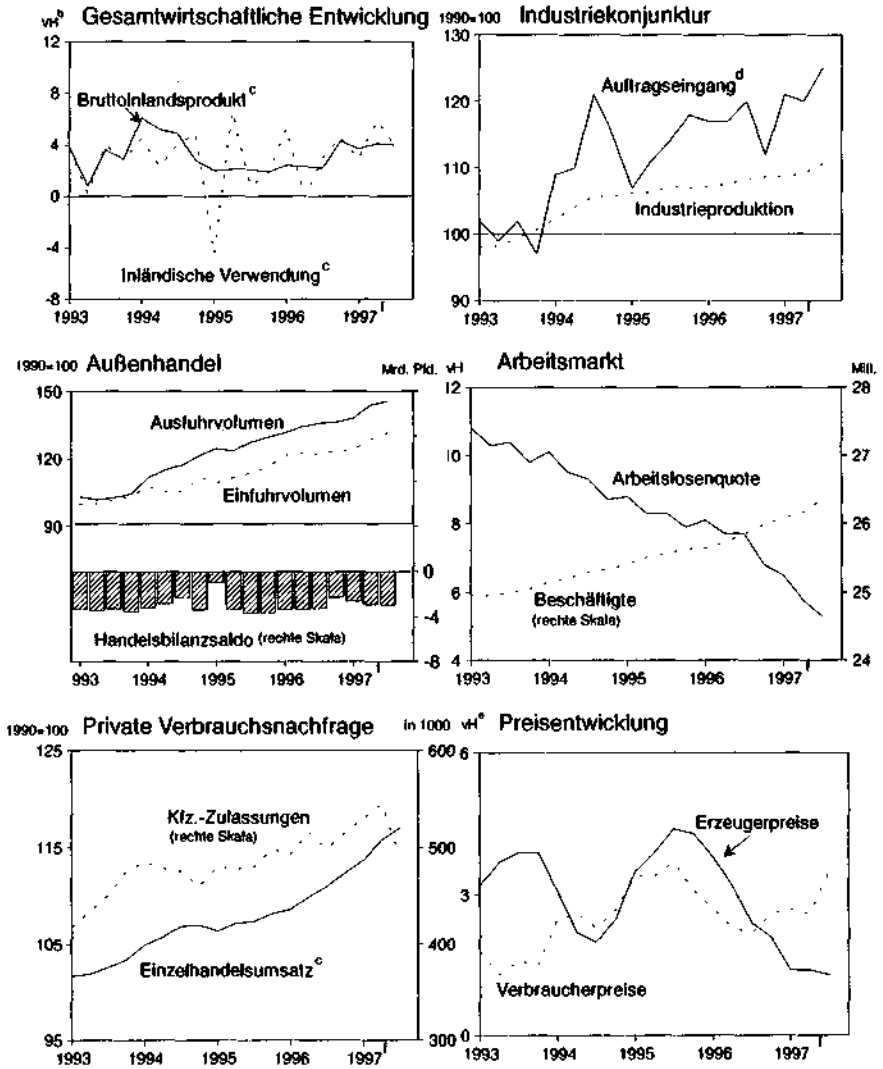 Gesamtwirtschaftliche Entwicklung
vH^b
12
8
4
0
-4
-8
Bruttoinlandsprodukt^c
Inländische Verwendung^c
1993 1994 1995 1996 1997^f
Industriekonjunktur
1990=100
130
120
110
100
90
Auftragseingang^d
Industrieproduktion
1993 1994 1995 1996 1997^f
Außenhandel
1990=100
Mrd. Pfd.
150
120
90
0
-4
-8
Ausfuhrvolumen
Einfuhrvolumen
Handelsbilanzsaldo (rechte Skala)
993 1994 1995 1996 1997^f
Arbeitsmarkt
vH
Mill.
12
10
8
6
4
28
27
26
25
24
Arbeitslosenquote
Beschäftigte
(rechte Skala)
1993 1994 1995 1996 1997^f
Private Verbrauchsnachfrage
1990=100
in 1000
125
115
105
95
600
500
400
300
Kfz.-Zulassungen
(rechte Skala)
Einzelhandelsumsatz^c
1993 1994 1995 1996 1997^f
Preisentwicklung
vH^e
6
3
0
Erzeugerpreise
Verbraucherpreise
1993 1994 1995 1996 1997^f